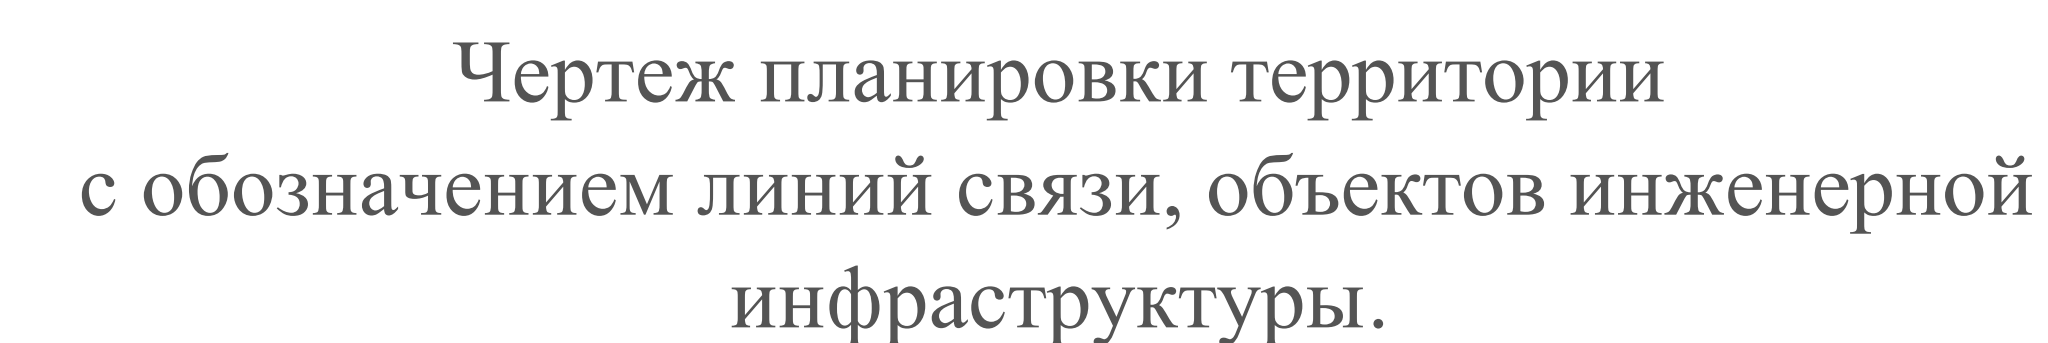 Чертеж планировки территории
с обозначением линий связи, объектов инженерной
инфраструктуры.